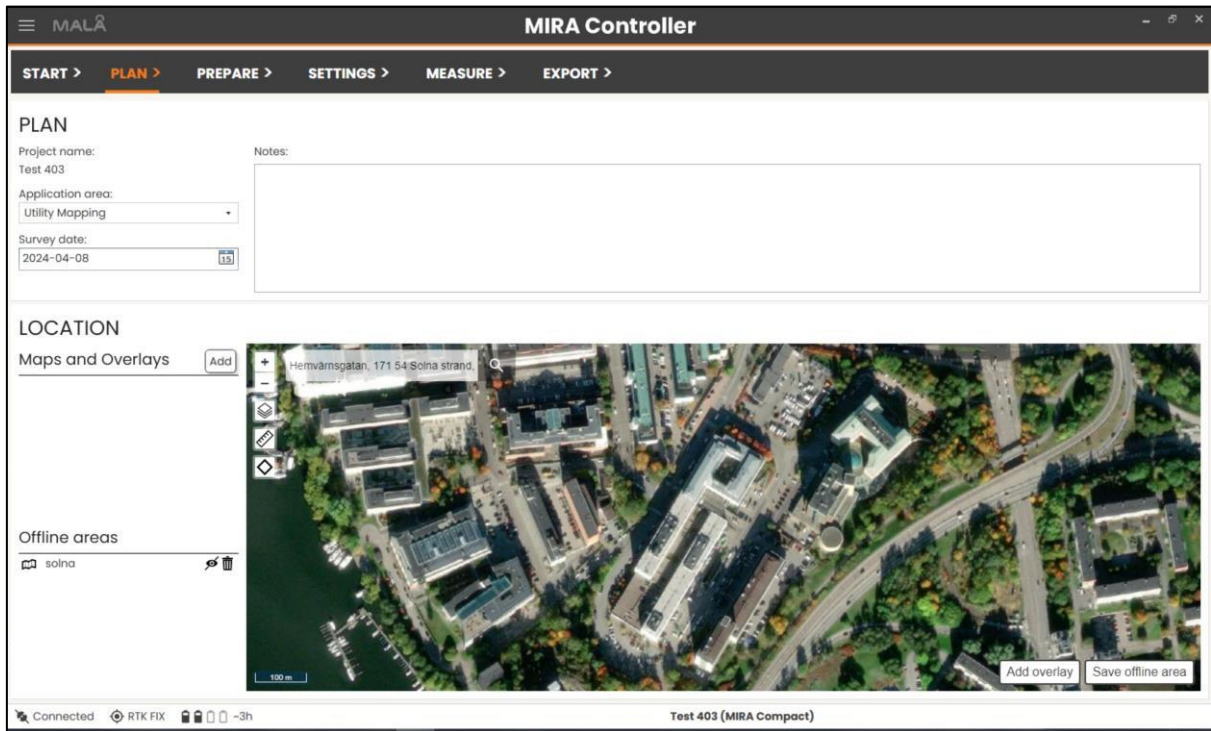 MALÅ
MIRA Controller
START >
PLAN >
PREPARE >
SETTINGS >
MEASURE >
EXPORT >
PLAN
Project name:
Test 403
Application area:
Utility Mapping
Survey date:
2024-04-08
15
Notes:
LOCATION
Maps and Overlays
Add
Offline areas
solna
+
−
Hemvärnsgatan, 171 54 Solna strand,
100 m
Add overlay
Save offline area
Connected
RTK FIX
~3h
Test 403 (MIRA Compact)